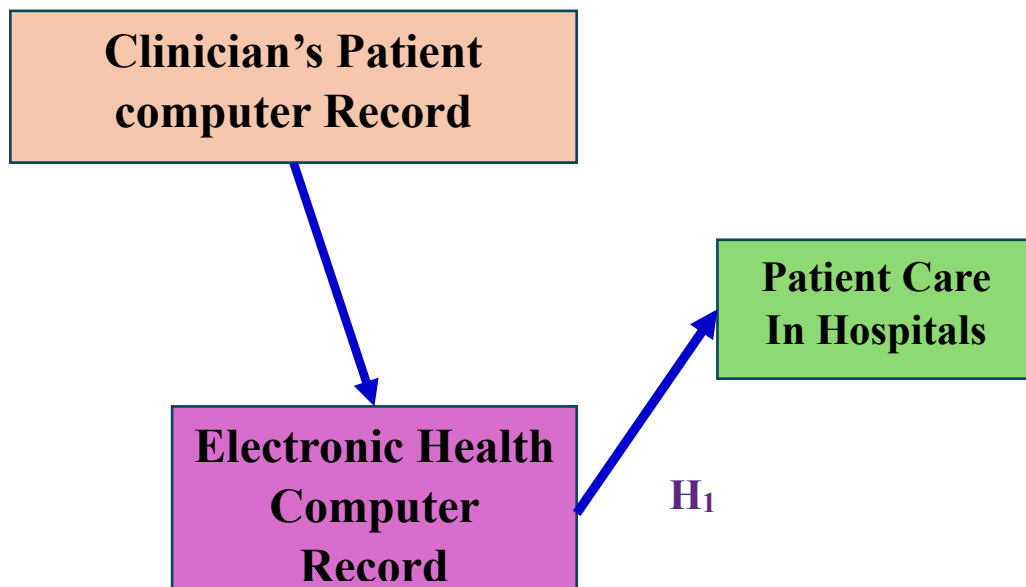 Clinician’s Patient
computer Record
Patient Care
In Hospitals
Electronic Health
Computer
Record
H₁